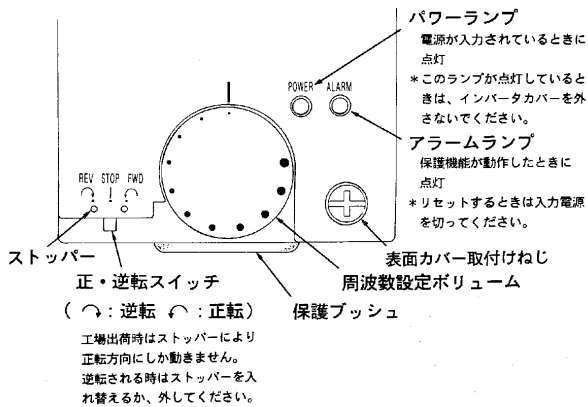 パワーランプ
電源が入力されているときに
点灯
＊このランプが点灯していると
きは、インバータカバーを外
さないでください。
POWER ALARM
アラームランプ
保護機能が動作したときに
点灯
＊リセットするときは入力電源
を切ってください。
REV STOP FWD
ストッパー
表面カバー取付けねじ
正・逆転スイッチ
周波数設定ボリューム
(↷：逆転 ↶：正転)
保護ブッシュ
工場出荷時はストッパーにより
正転方向にしか動きません。
逆転される時はストッパーを入
れ替えるか、外してください。